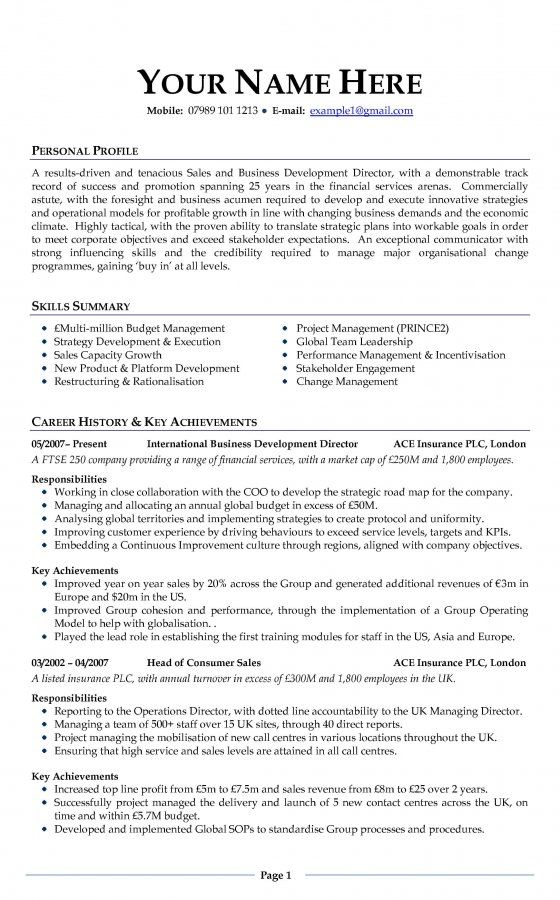 YOUR NAME HERE
Mobile: 07989 101 1213 • E-mail: example1@gmail.com
PERSONAL PROFILE
A results-driven and tenacious Sales and Business Development Director, with a demonstrable track
record of success and promotion spanning 25 years in the financial services arenas. Commercially
astute, with the foresight and business acumen required to develop and execute innovative strategies
and operational models for profitable growth in line with changing business demands and the economic
climate. Highly tactical, with the proven ability to translate strategic plans into workable goals in order
to meet corporate objectives and exceed stakeholder expectations. An exceptional communicator with
strong influencing skills and the credibility required to manage major organisational change
programmes, gaining ‘buy in’ at all levels.
SKILLS SUMMARY
• £Multi-million Budget Management
• Strategy Development & Execution
• Sales Capacity Growth
• New Product & Platform Development
• Restructuring & Rationalisation
• Project Management (PRINCE2)
• Global Team Leadership
• Performance Management & Incentivisation
• Stakeholder Engagement
• Change Management
CAREER HISTORY & KEY ACHIEVEMENTS
05/2007– Present International Business Development Director ACE Insurance PLC, London
A FTSE 250 company providing a range of financial services, with a market cap of £250M and 1,800 employees.
Responsibilities
• Working in close collaboration with the COO to develop the strategic road map for the company.
• Managing and allocating an annual global budget in excess of £50M.
• Analysing global territories and implementing strategies to create protocol and uniformity.
• Improving customer experience by driving behaviours to exceed service levels, targets and KPIs.
• Embedding a Continuous Improvement culture through regions, aligned with company objectives.
Key Achievements
• Improved year on year sales by 20% across the Group and generated additional revenues of €3m in
Europe and $20m in the US.
• Improved Group cohesion and performance, through the implementation of a Group Operating
Model to help with globalisation. .
• Played the lead role in establishing the first training modules for staff in the US, Asia and Europe.
03/2002 – 04/2007 Head of Consumer Sales ACE Insurance PLC, London
A listed insurance PLC, with annual turnover in excess of £300M and 1,800 employees in the UK.
Responsibilities
• Reporting to the Operations Director, with dotted line accountability to the UK Managing Director.
• Managing a team of 500+ staff over 15 UK sites, through 40 direct reports.
• Project managing the mobilisation of new call centres in various locations throughout the UK.
• Ensuring that high service and sales levels are attained in all call centres.
Key Achievements
• Increased top line profit from £5m to £7.5m and sales revenue from £8m to £25 over 2 years.
• Successfully project managed the delivery and launch of 5 new contact centres across the UK, on
time and within £5.7M budget.
• Developed and implemented Global SOPs to standardise Group processes and procedures.
Page 1